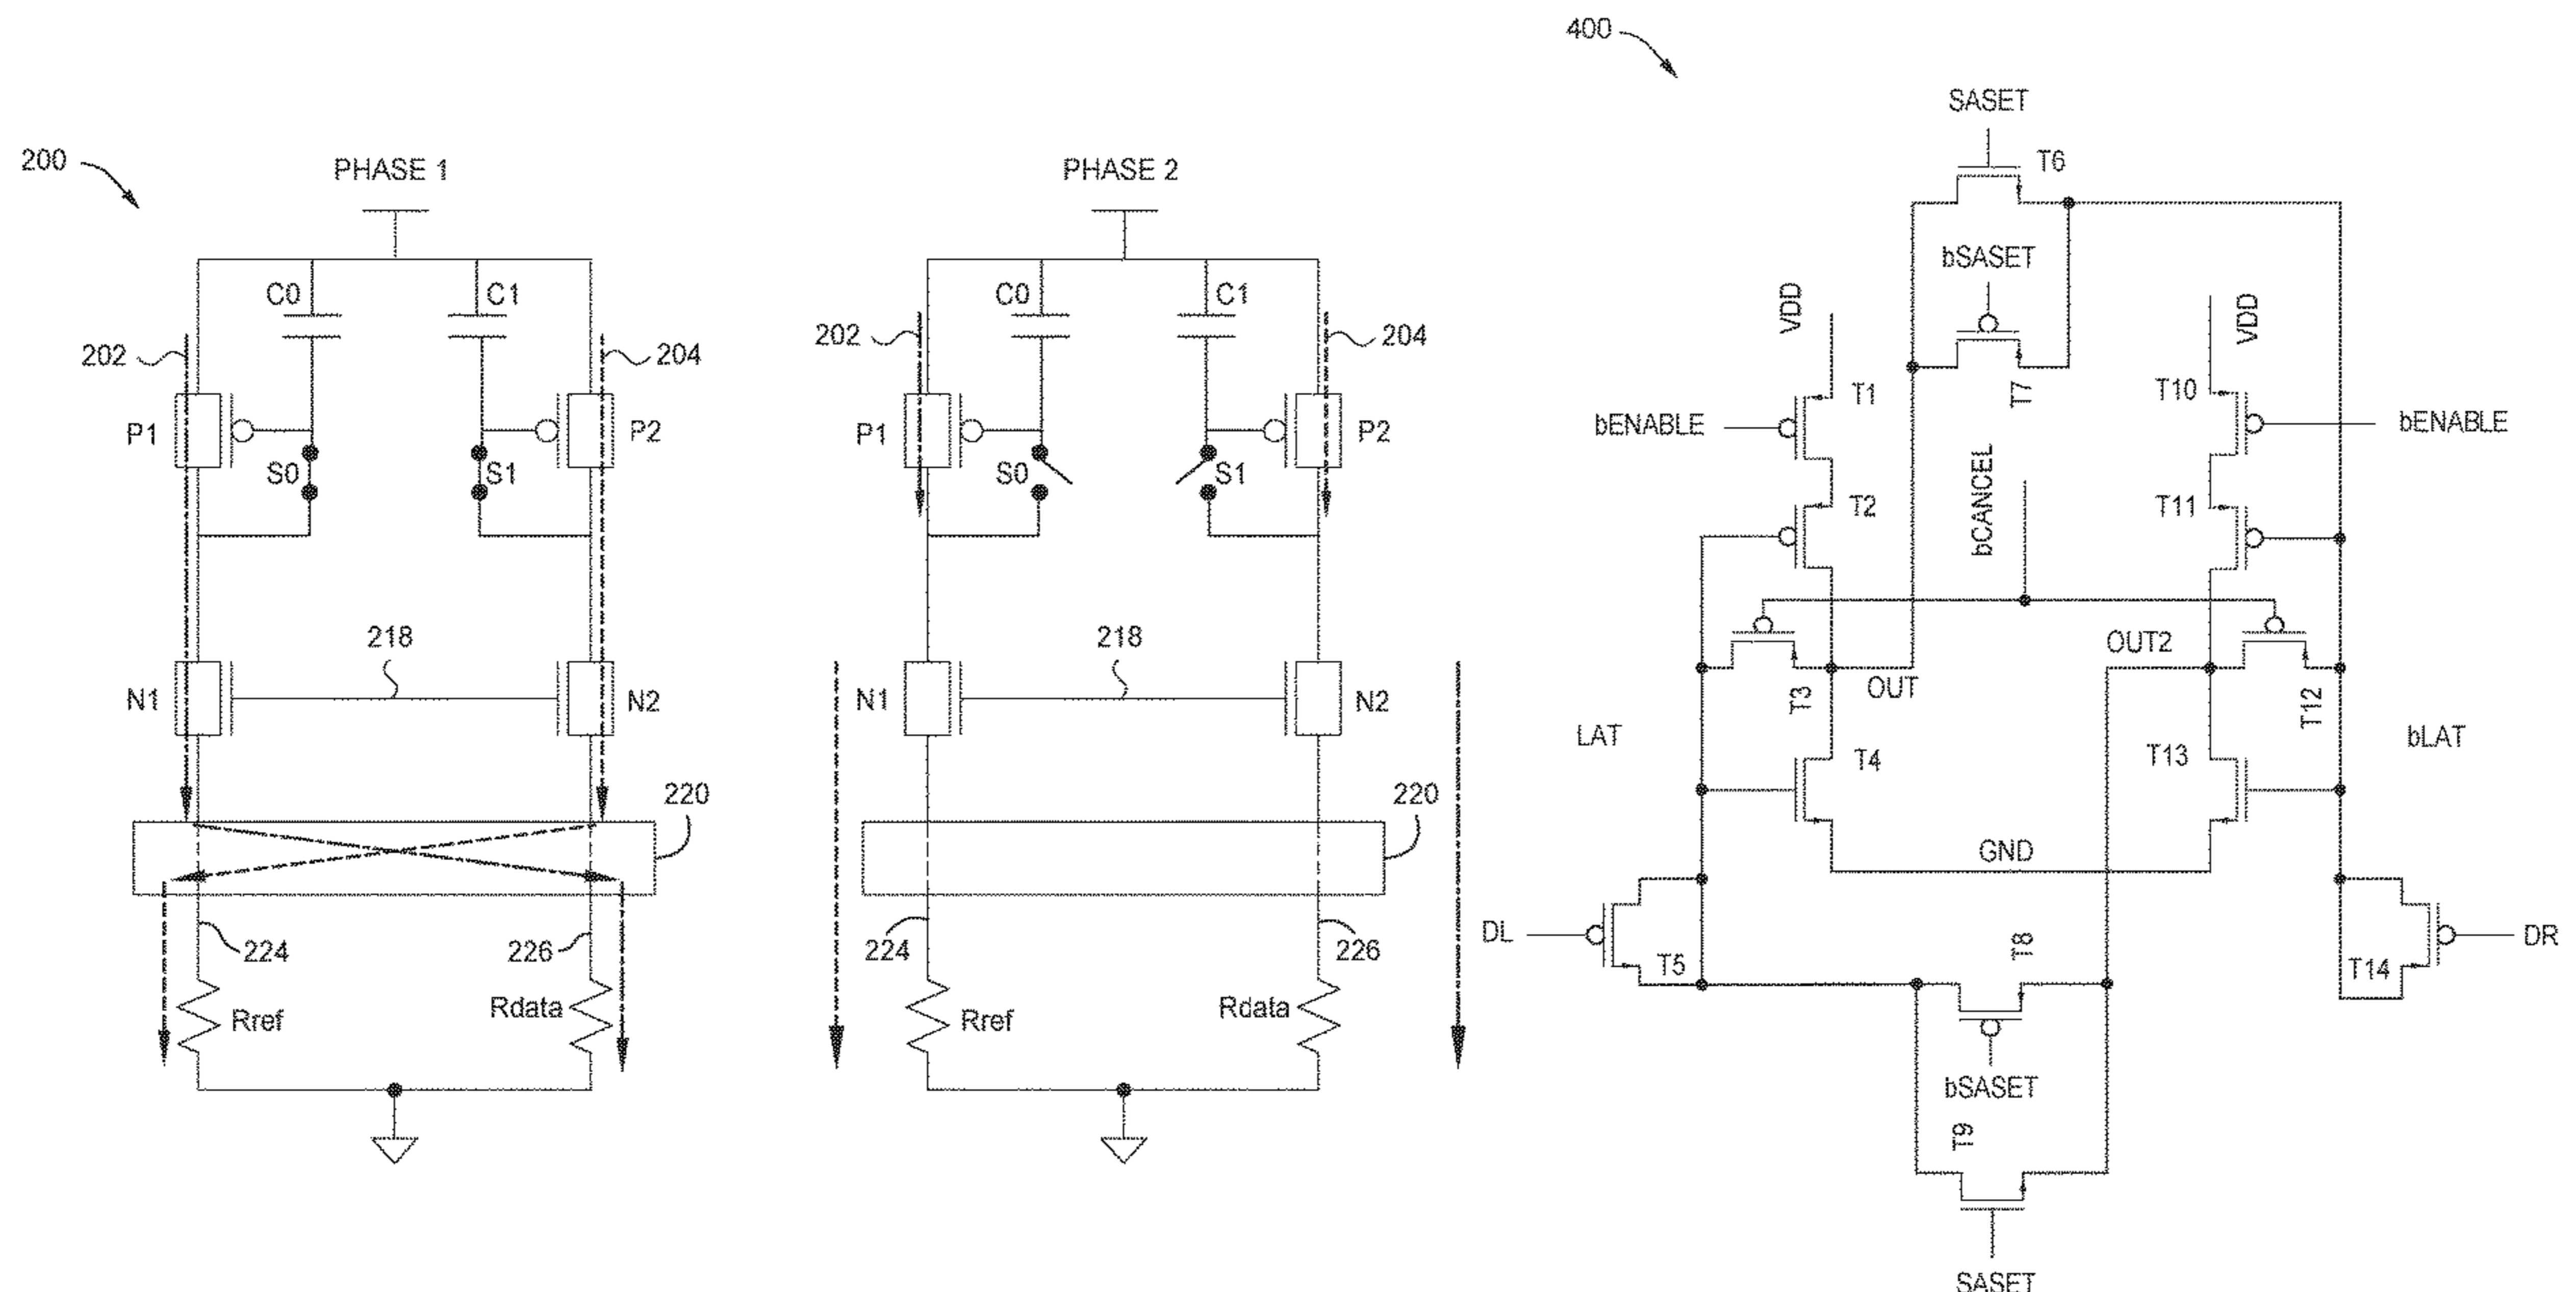 200
PHASE 1
C0
C1
202
204
P1
P2
S0
S1
218
N1
N2
220
224
226
Rref
Rdata
PHASE 2
C0
C1
202
204
P1
P2
S0
S1
218
N1
N2
220
224
226
Rref
Rdata
400
SASET
T6
bSASET
VDD
VDD
T7
T1
T10
bENABLE
bENABLE
bCANCEL
T2
T11
OUT2
T3
OUT
T12
LAT
bLAT
T4
T13
GND
DL
T5
T8
T14
DR
bSASET
T9
SASET